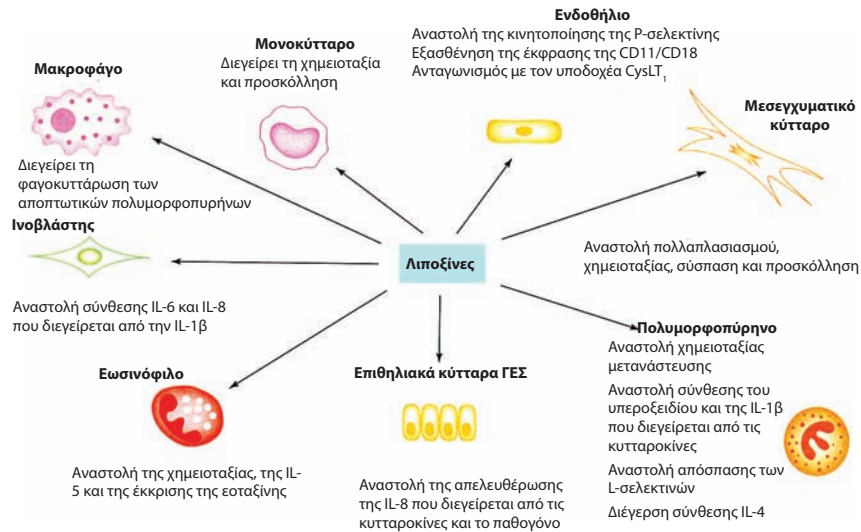 Ενδοθήλιο
Αναστολή της κινητοποίησης της P-σελεκτίνης
Εξασθένηση της έκφρασης της CD11/CD18
Ανταγωνισμός με τον υποδοχέα CysLT1
Μονοκύτταρο
Διεγείρει τη χημειοταξία
και προσκόλληση
Μακροφάγο
Διεγείρει τη
φαγοκυττάρωση των
αποπτωτικών πολυμορφοπυρήνων
Μεσεγχυματικό
κύτταρο
Αναστολή πολλαπλασιασμού,
χημειοταξίας, σύσπαση και προσκόλληση
Ινοβλάστης
Αναστολή σύνθεσης IL-6 και IL-8
που διεγείρεται από την IL-1β
Λιποξίνες
Εωσινόφιλο
Αναστολή της χημειοταξίας, της IL-
5 και της έκκρισης της εοταξίνης
Επιθηλιακά κύτταρα ΓΕΣ
Αναστολή της απελευθέρωσης
της IL-8 που διεγείρεται από τις
κυτταροκίνες και το παθογόνο
Πολυμορφοπύρηνο
Αναστολή χημειοταξίας
μετανάστευσης
Αναστολή σύνθεσης του
υπεροξειδίου και της IL-1β
που διεγείρεται από τις
κυτταροκίνες
Αναστολή απόσπασης των
L-σελεκτινών
Διέγερση σύνθεσης IL-4